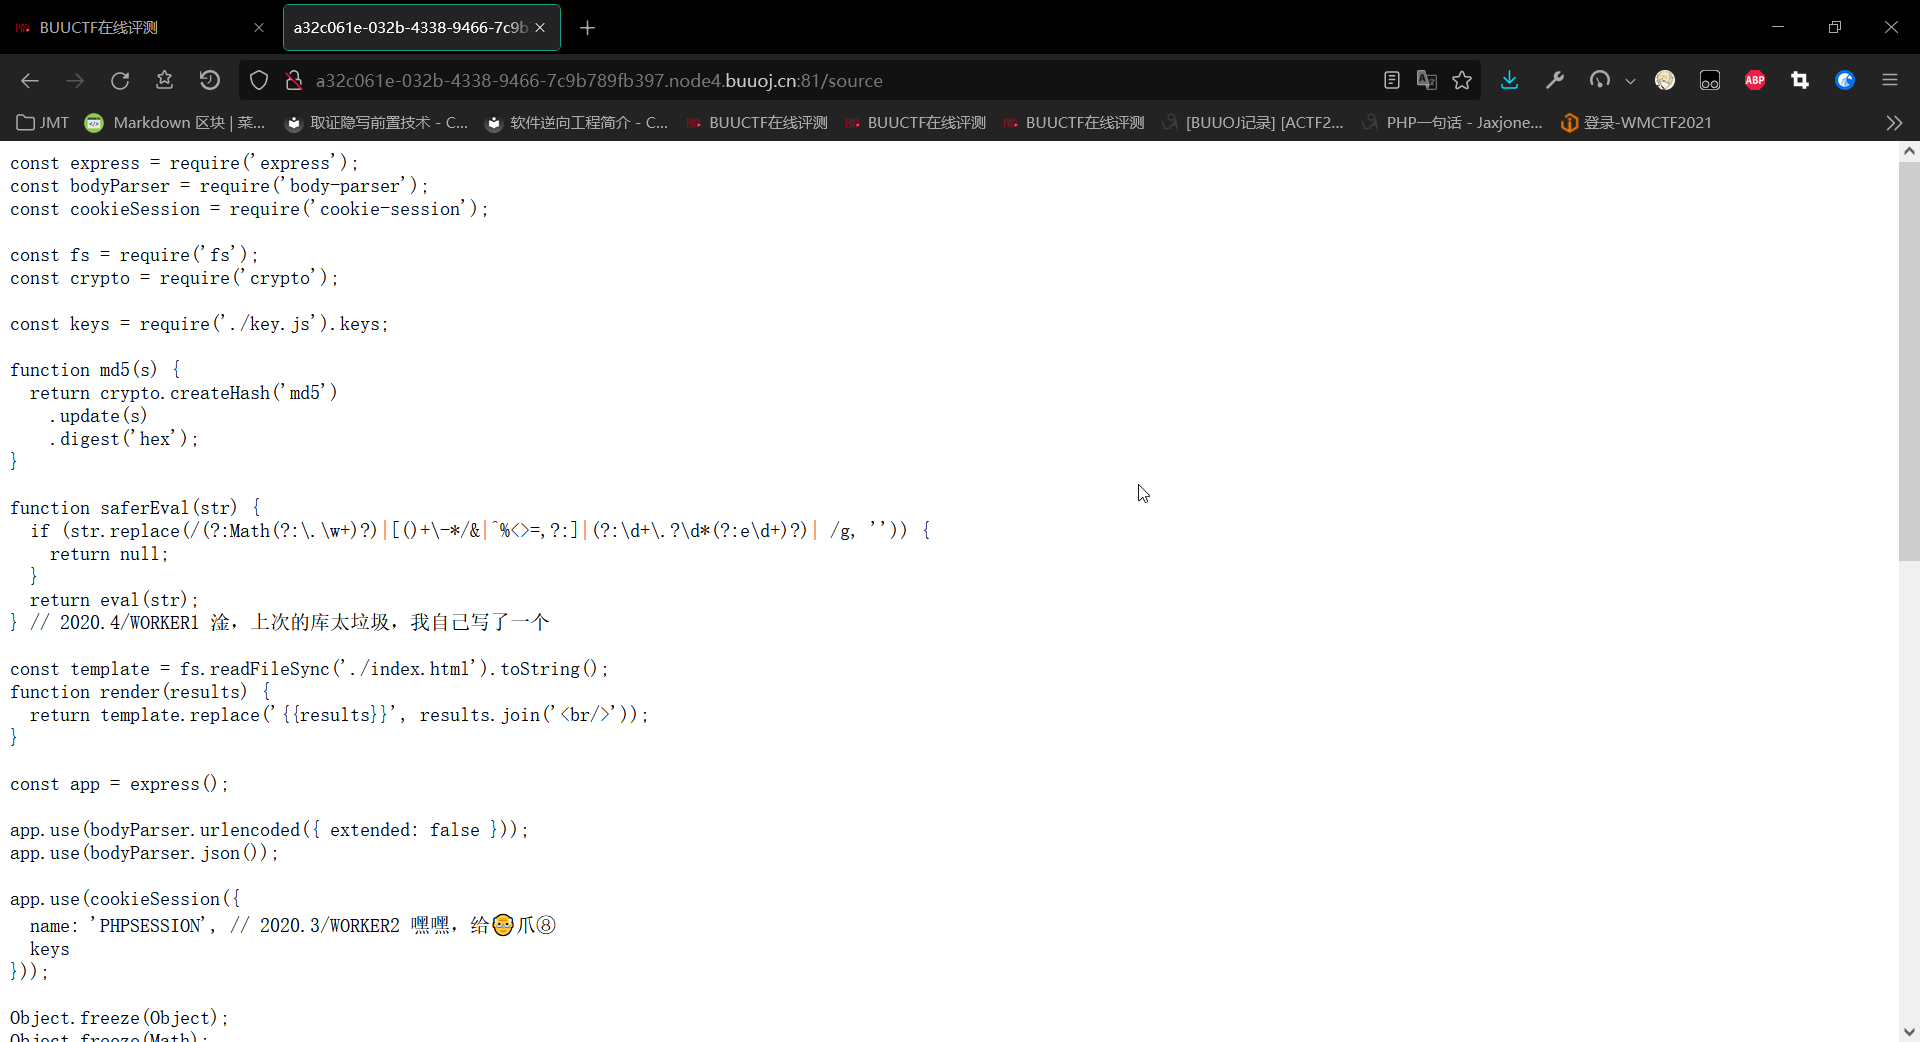 BUUCTF在线评测
a32c061e-032b-4338-9466-7c9b
a32c061e-032b-4338-9466-7c9b789fb397.node4.buuoj.cn:81/source
ABP
JMT
Markdown 区块 | 菜...
取证隐写前置技术 - C...
软件逆向工程简介 - C...
BUUCTF在线评测
BUUCTF在线评测
BUUCTF在线评测
[BUUOJ记录] [ACTF2...
PHP一句话 - Jaxjone...
登录-WMCTF2021
const express = require('express');
const bodyParser = require('body-parser');
const cookieSession = require('cookie-session');
const fs = require('fs');
const crypto = require('crypto');
const keys = require('./key.js').keys;
function md5(s) {
  return crypto.createHash('md5')
    .update(s)
    .digest('hex');
}
function saferEval(str) {
  if (str.replace(/(?:Math(?:\.\w+)?)|[()+\-*/&|^%<>=,?:]|(?:\d+\.?\d*(?:e\d+)?)| /g, '')) {
    return null;
  }
  return eval(str);
} // 2020.4/WORKER1 淦，上次的库太垃圾，我自己写了一个
const template = fs.readFileSync('./index.html').toString();
function render(results) {
  return template.replace('{{results}}', results.join('<br/>'));
}
const app = express();
app.use(bodyParser.urlencoded({ extended: false }));
app.use(bodyParser.json());
app.use(cookieSession({
  name: 'PHPSESSION', // 2020.3/WORKER2 嘿嘿，给👴爪⑧
  keys
}));
Object.freeze(Object);
Object.freeze(Math);